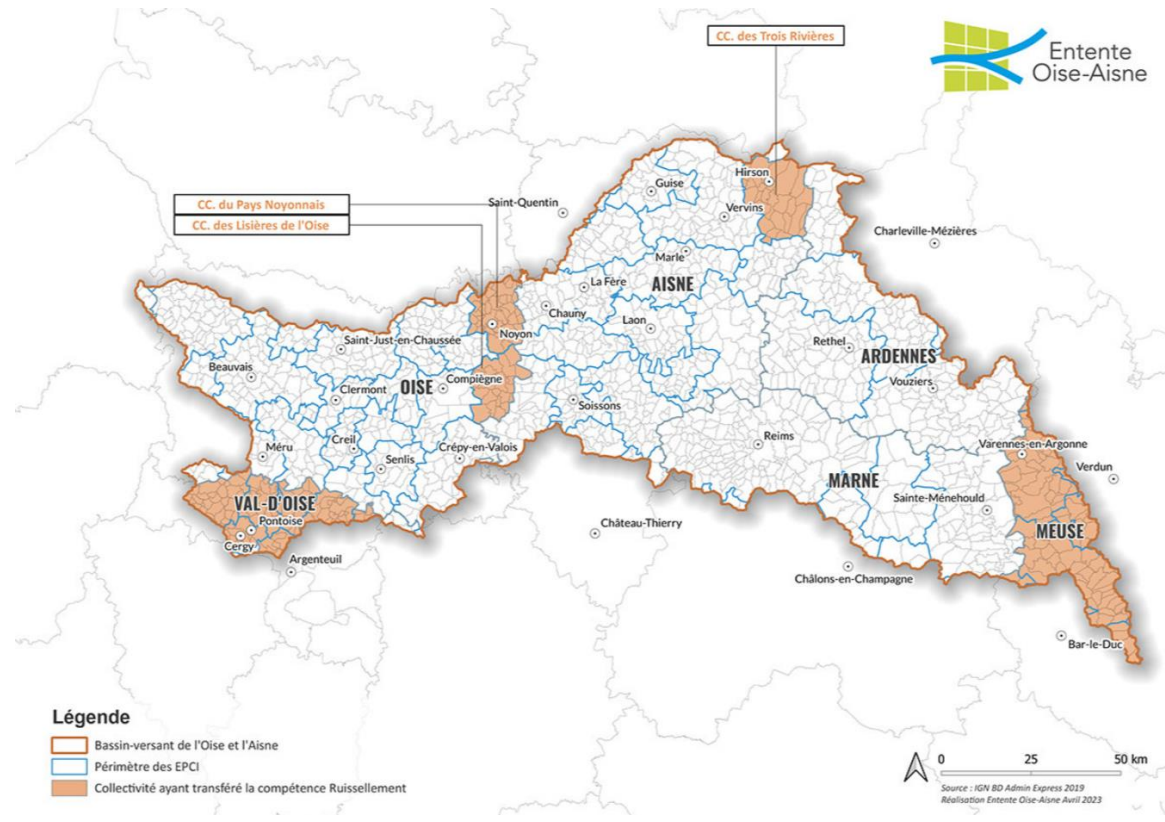 CC. des Trois Rivières
Entente
Oise-Aisne
CC. du Pays Noyonnais
CC. des Lisières de l'Oise
Saint-Quentin
Guise
Hirson
Vervins
Charleville-Mézières
Marle
La Fère
AISNE
Chauny
Laon
Noyon
Saint-Just-en-Chaussée
Rethel
ARDENNES
Beauvais
Clermont
OISE
Compiègne
Vouziers
Soissons
Méru
Creil
Senlis
Crépy-en-Valois
Reims
Varennes-en-Argonne
Verdun
MARNE
Sainte-Ménehould
VAL-D'OISE
Pontoise
Cergy
Argenteuil
Château-Thierry
MEUSE
Châlons-en-Champagne
Bar-le-Duc
Légende
Bassin-versant de l'Oise et l'Aisne
Périmètre des EPCI
Collectivité ayant transféré la compétence Ruissellement
0 25 50 km
Source : IGN BD Admin Express 2019
Réalisation Entente Oise-Aisne Avril 2023